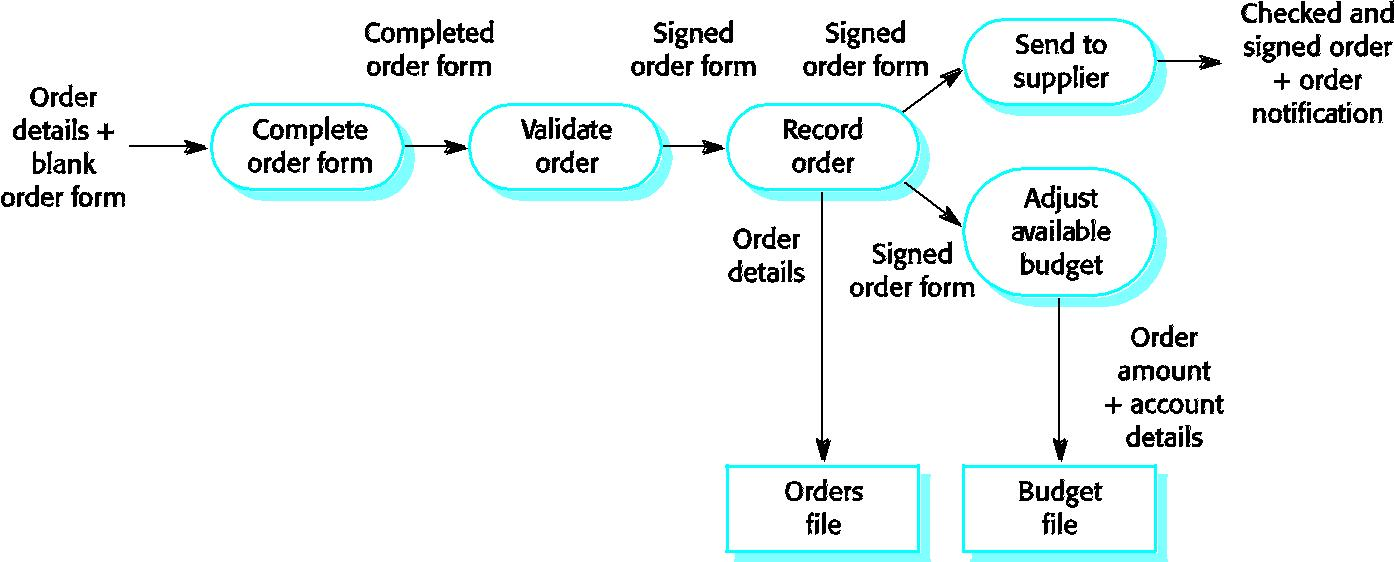 Order
details +
blank
order form
Complete
order form
Completed
order form
Validate
order
Signed
order form
Record
order
Signed
order form
Send to
supplier
Checked and
signed order
+ order
notification
Order
details
Signed
order form
Adjust
available
budget
Order
amount
+ account
details
Orders
file
Budget
file